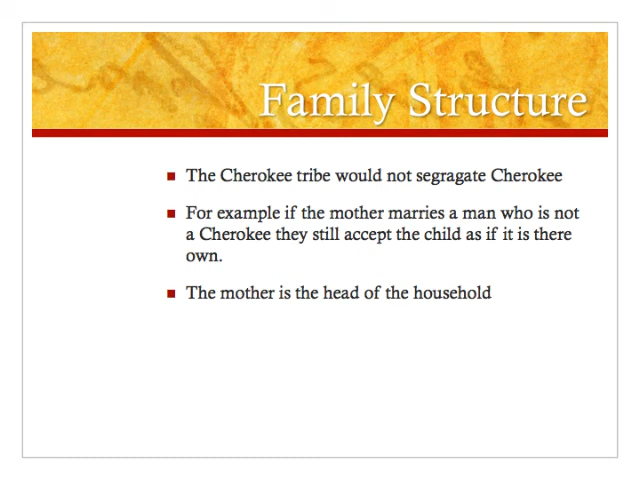 Family Structure
The Cherokee tribe would not segragate Cherokee
For example if the mother marries a man who is not
a Cherokee they still accept the child as if it is there
own.
The mother is the head of the household